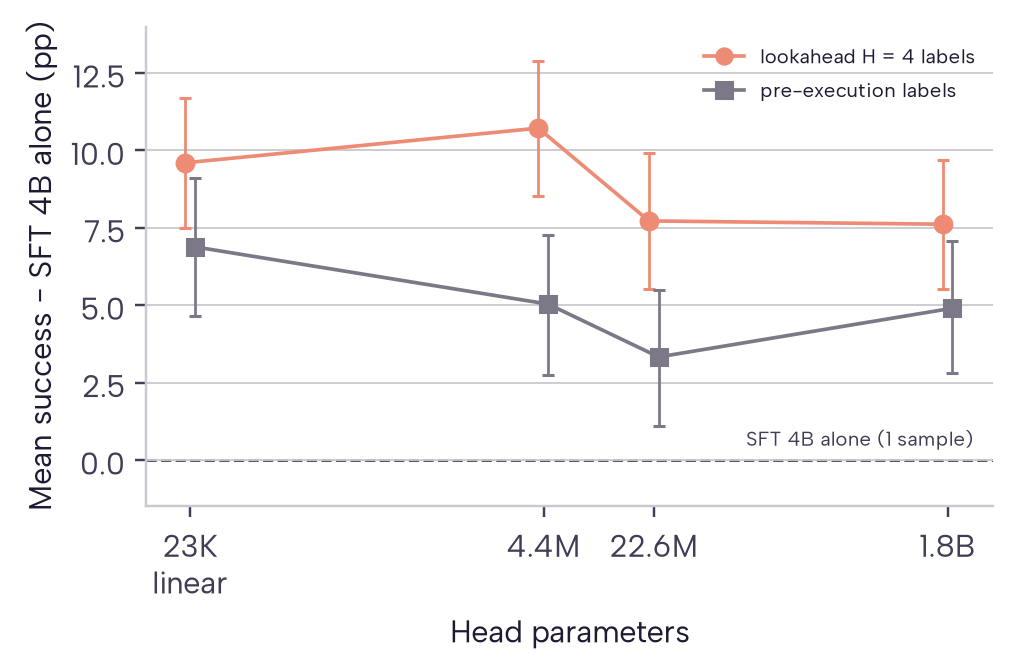 Mean success – SFT 4B alone (pp)
12.5
10.0
7.5
5.0
2.5
0.0
lookahead H = 4 labels
pre-execution labels
SFT 4B alone (1 sample)
23K
linear
4.4M
22.6M
1.8B
Head parameters